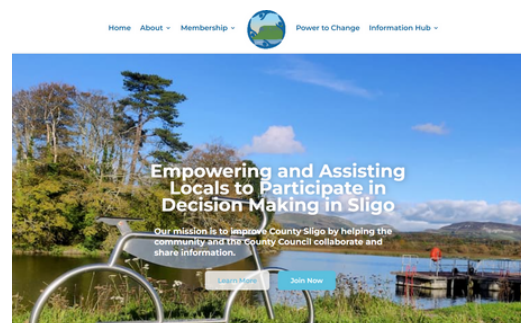 Home About Membership Power to Change Information Hub
Empowering and Assisting
Locals to Participate in
Decision Making in Sligo
Our mission is to improve County Sligo by helping the
community and the County Council collaborate and
share information.
Learn More Join Now